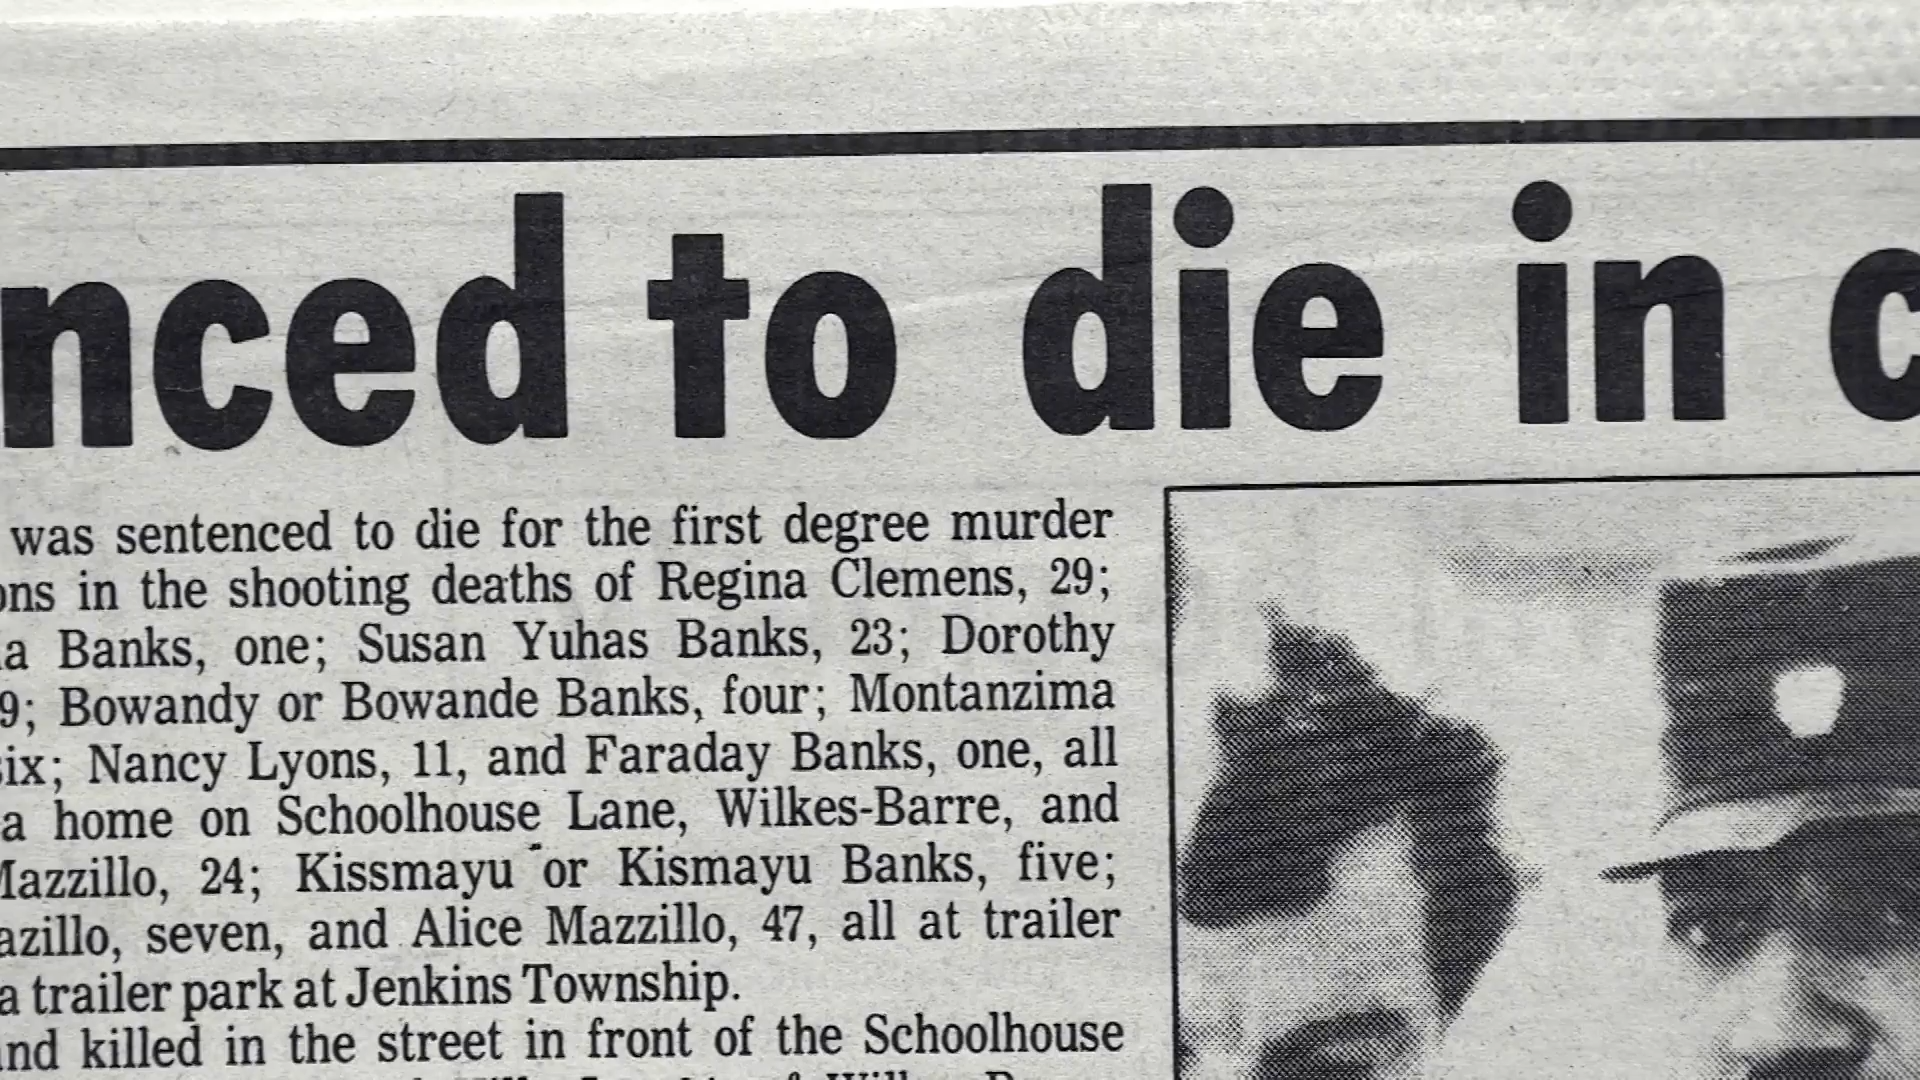 nced to die in c
was sentenced to die for the first degree murder
ons in the shooting deaths of Regina Clemens, 29;
a Banks, one; Susan Yuhas Banks, 23; Dorothy
9; Bowandy or Bowande Banks, four; Montanzima
six; Nancy Lyons, 11, and Faraday Banks, one, all
a home on Schoolhouse Lane, Wilkes-Barre, and
Mazzillo, 24; Kissmayu or Kismayu Banks, five;
azillo, seven, and Alice Mazzillo, 47, all at trailer
a trailer park at Jenkins Township.
and killed in the street in front of the Schoolhouse